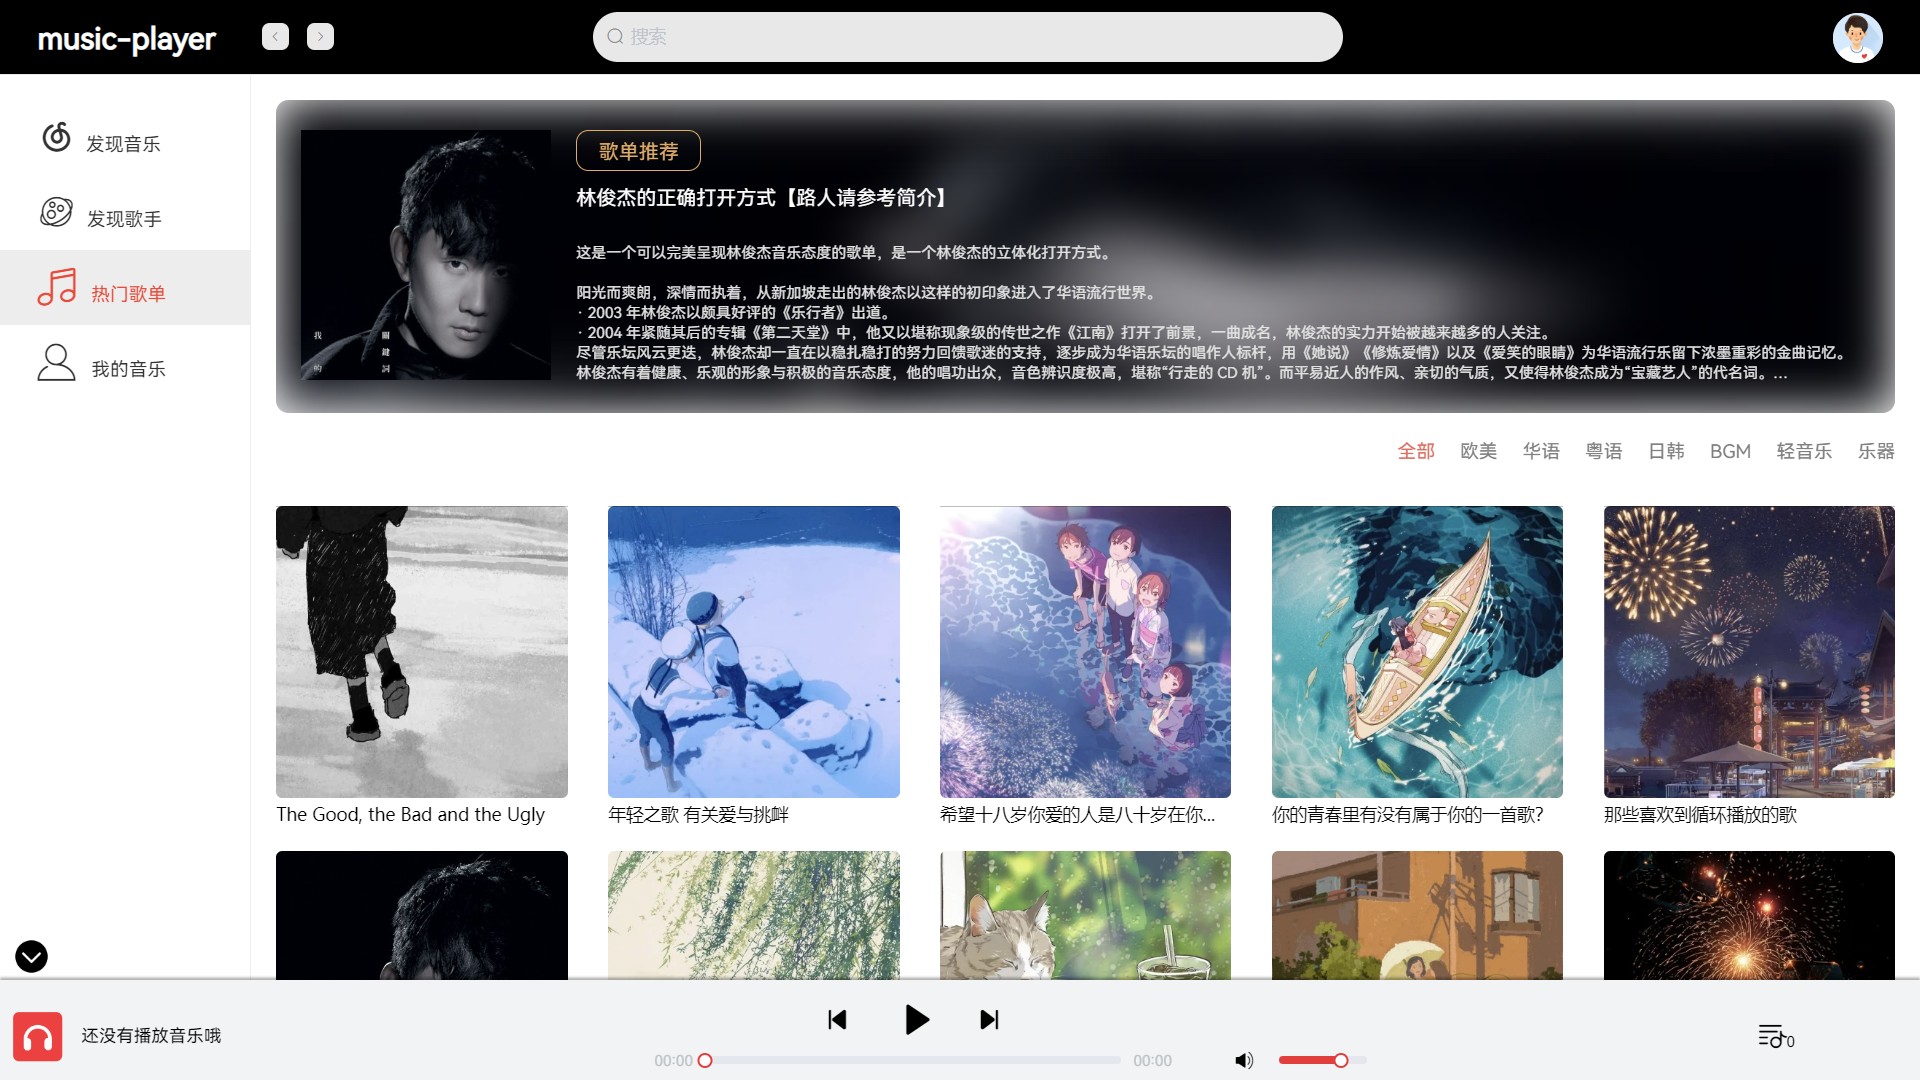 music-player
搜索
发现音乐
发现歌手
热门歌单
我的音乐
我 關
鍵
的 詞
歌单推荐
林俊杰的正确打开方式【路人请参考简介】
这是一个可以完美呈现林俊杰音乐态度的歌单，是一个林俊杰的立体化打开方式。
阳光而爽朗，深情而执着，从新加坡走出的林俊杰以这样的初印象进入了华语流行世界。
· 2003 年林俊杰以颇具好评的《乐行者》出道。
· 2004 年紧随其后的专辑《第二天堂》中，他又以堪称现象级的传世之作《江南》打开了前景，一曲成名，林俊杰的实力开始被越来越多的人关注。
尽管乐坛风云更迭，林俊杰却一直在以稳扎稳打的努力回馈歌迷的支持，逐步成为华语乐坛的唱作人标杆，用《她说》《修炼爱情》以及《爱笑的眼睛》为华语流行乐留下浓墨重彩的金曲记忆。
林俊杰有着健康、乐观的形象与积极的音乐态度，他的唱功出众，音色辨识度极高，堪称“行走的 CD 机”。而平易近人的作风、亲切的气质，又使得林俊杰成为“宝藏艺人”的代名词。...
全部 欧美 华语 粤语 日韩 BGM 轻音乐 乐器
The Good, the Bad and the Ugly
年轻之歌 有关爱与挑衅
希望十八岁你爱的人是八十岁在你...
你的青春里有没有属于你的一首歌？
那些喜欢到循环播放的歌
还没有播放音乐哦
00:00
00:00
0